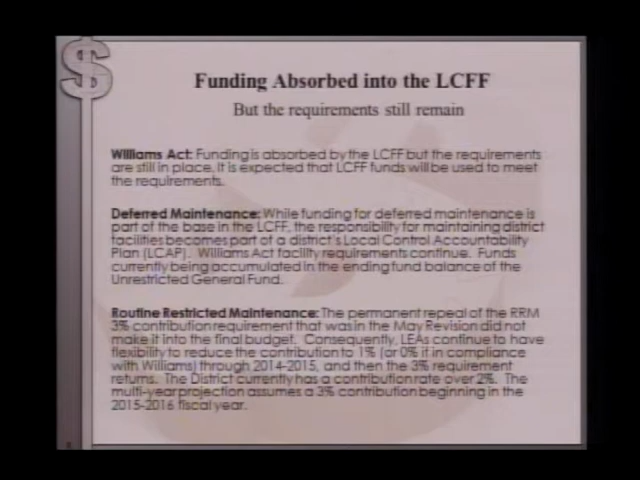 $
Funding Absorbed into the LCFF
But the requirements still remain
Williams Act: Funding is absorbed by the LCFF but the requirements
are still in place. It is expected that LCFF funds will be used to meet
the requirements.
Deferred Maintenance: While funding for deferred maintenance is
part of the base in the LCFF, the responsibility for maintaining district
facilities becomes part of a district's Local Control Accountability
Plan (LCAP). Williams Act facility requirements continue. Funds
currently being accumulated in the ending fund balance of the
Unrestricted General Fund.
Routine Restricted Maintenance: The permanent repeal of the RRM
3% contribution requirement that was in the May Revision did not
make it into the final budget. Consequently, LEAs continue to have
flexibility to reduce the contribution to 1% (or 0% if in compliance
with Williams) through 2014-2015, and then the 3% requirement
returns. The District currently has a contribution rate over 2%. The
multi-year projection assumes a 3% contribution beginning in the
2015-2016 fiscal year.